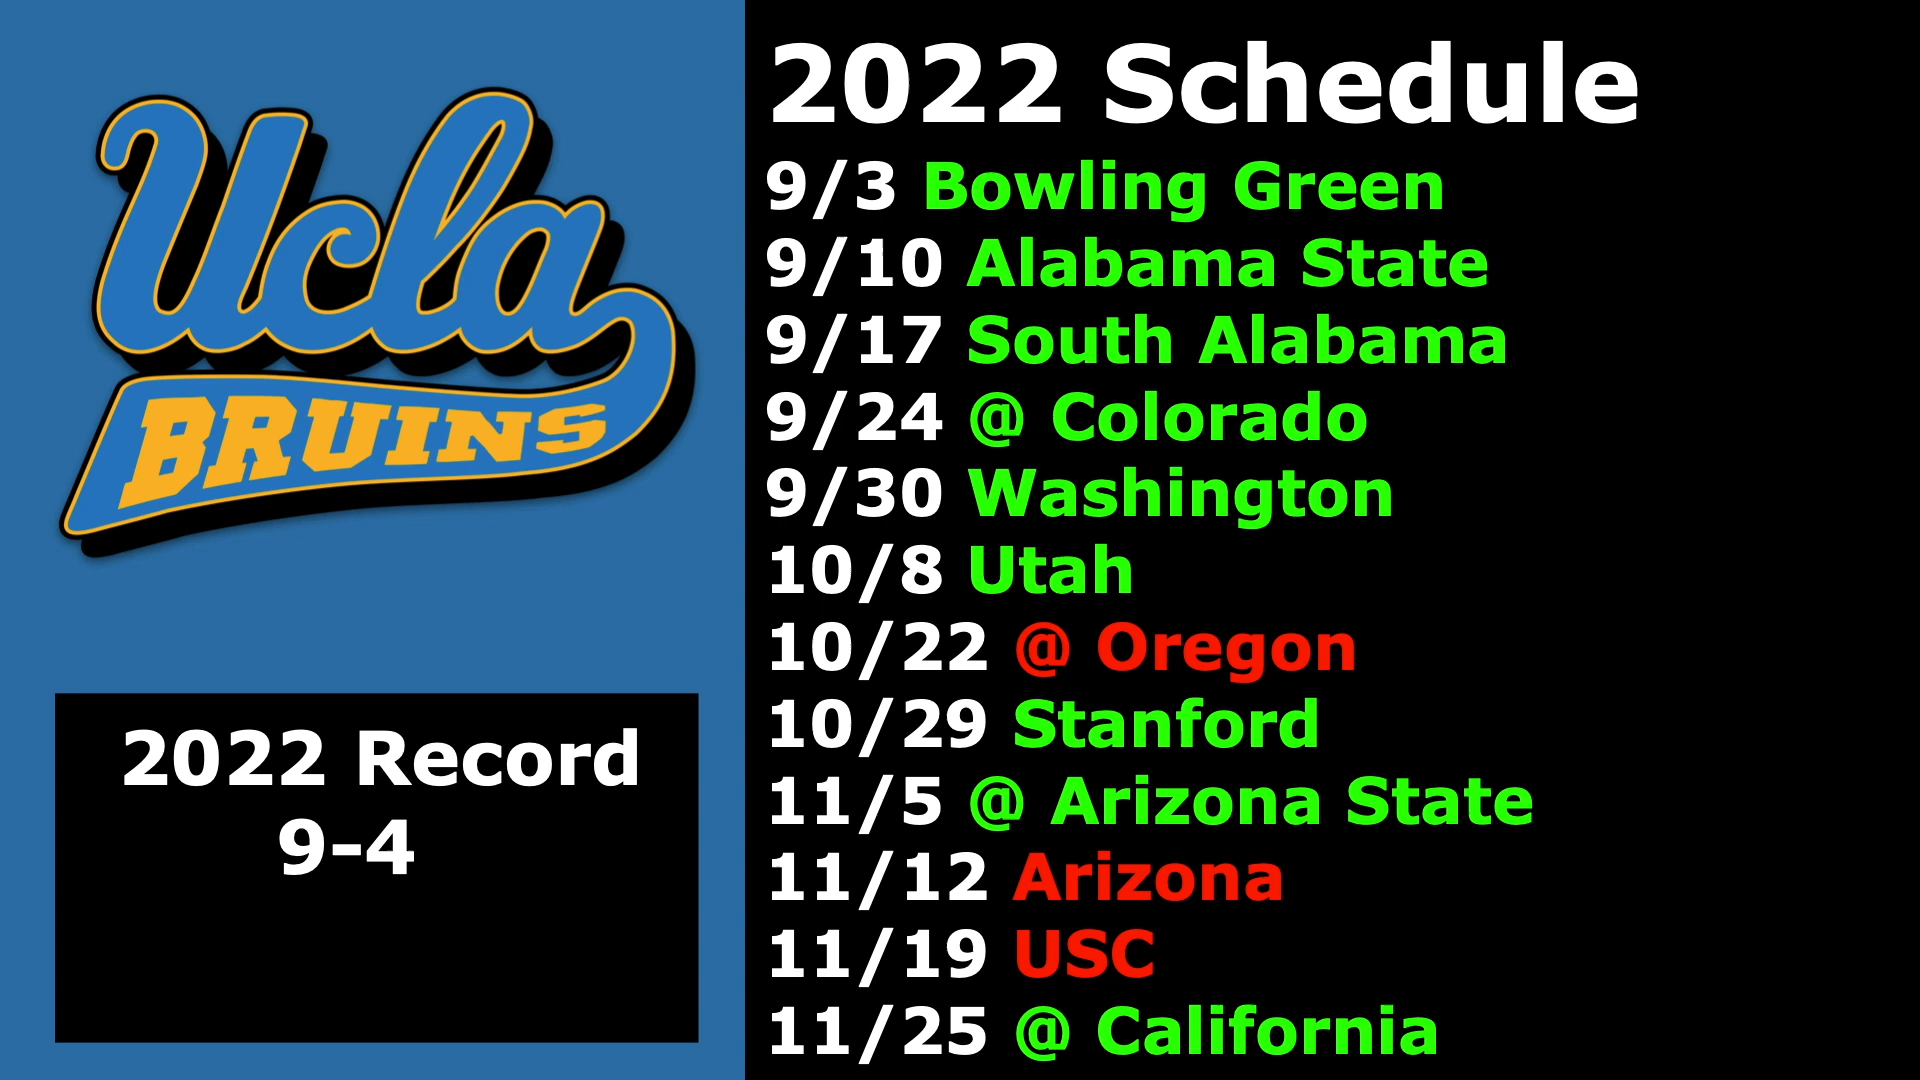 Ucla
BRUINS
2022 Record
9-4
2022 Schedule
9/3 Bowling Green
9/10 Alabama State
9/17 South Alabama
9/24 @ Colorado
9/30 Washington
10/8 Utah
10/22 @ Oregon
10/29 Stanford
11/5 @ Arizona State
11/12 Arizona
11/19 USC
11/25 @ California